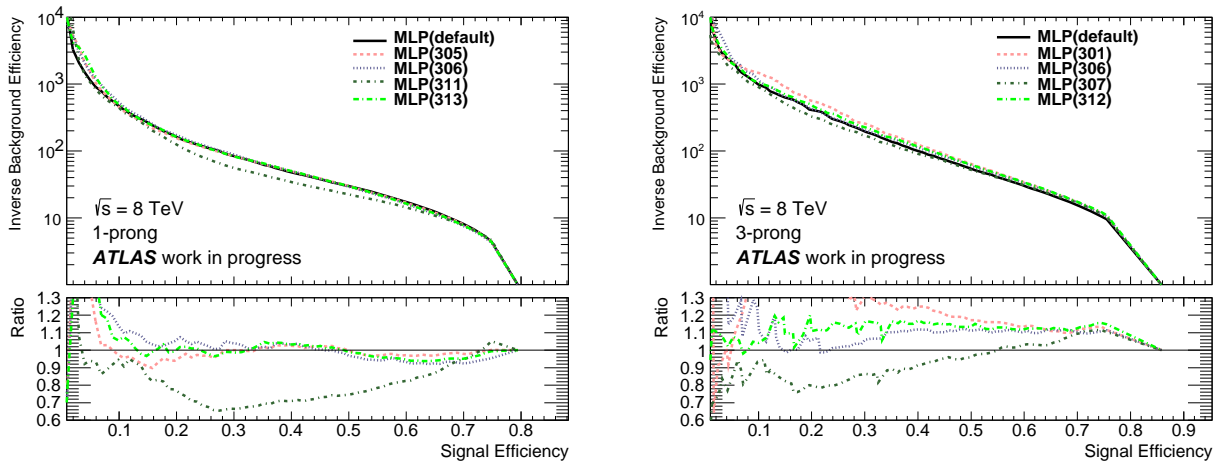 Inverse Background Efficiency
10⁴
10³
10²
10
MLP(default)
MLP(305)
MLP(306)
MLP(311)
MLP(313)
√s = 8 TeV
1-prong
ATLAS work in progress
Ratio
1.3
1.2
1.1
1
0.9
0.8
0.7
0.6
0.1 0.2 0.3 0.4 0.5 0.6 0.7 0.8
Signal Efficiency
Inverse Background Efficiency
10⁴
10³
10²
10
MLP(default)
MLP(301)
MLP(306)
MLP(307)
MLP(312)
√s = 8 TeV
3-prong
ATLAS work in progress
Ratio
1.3
1.2
1.1
1
0.9
0.8
0.7
0.6
0.1 0.2 0.3 0.4 0.5 0.6 0.7 0.8 0.9
Signal Efficiency